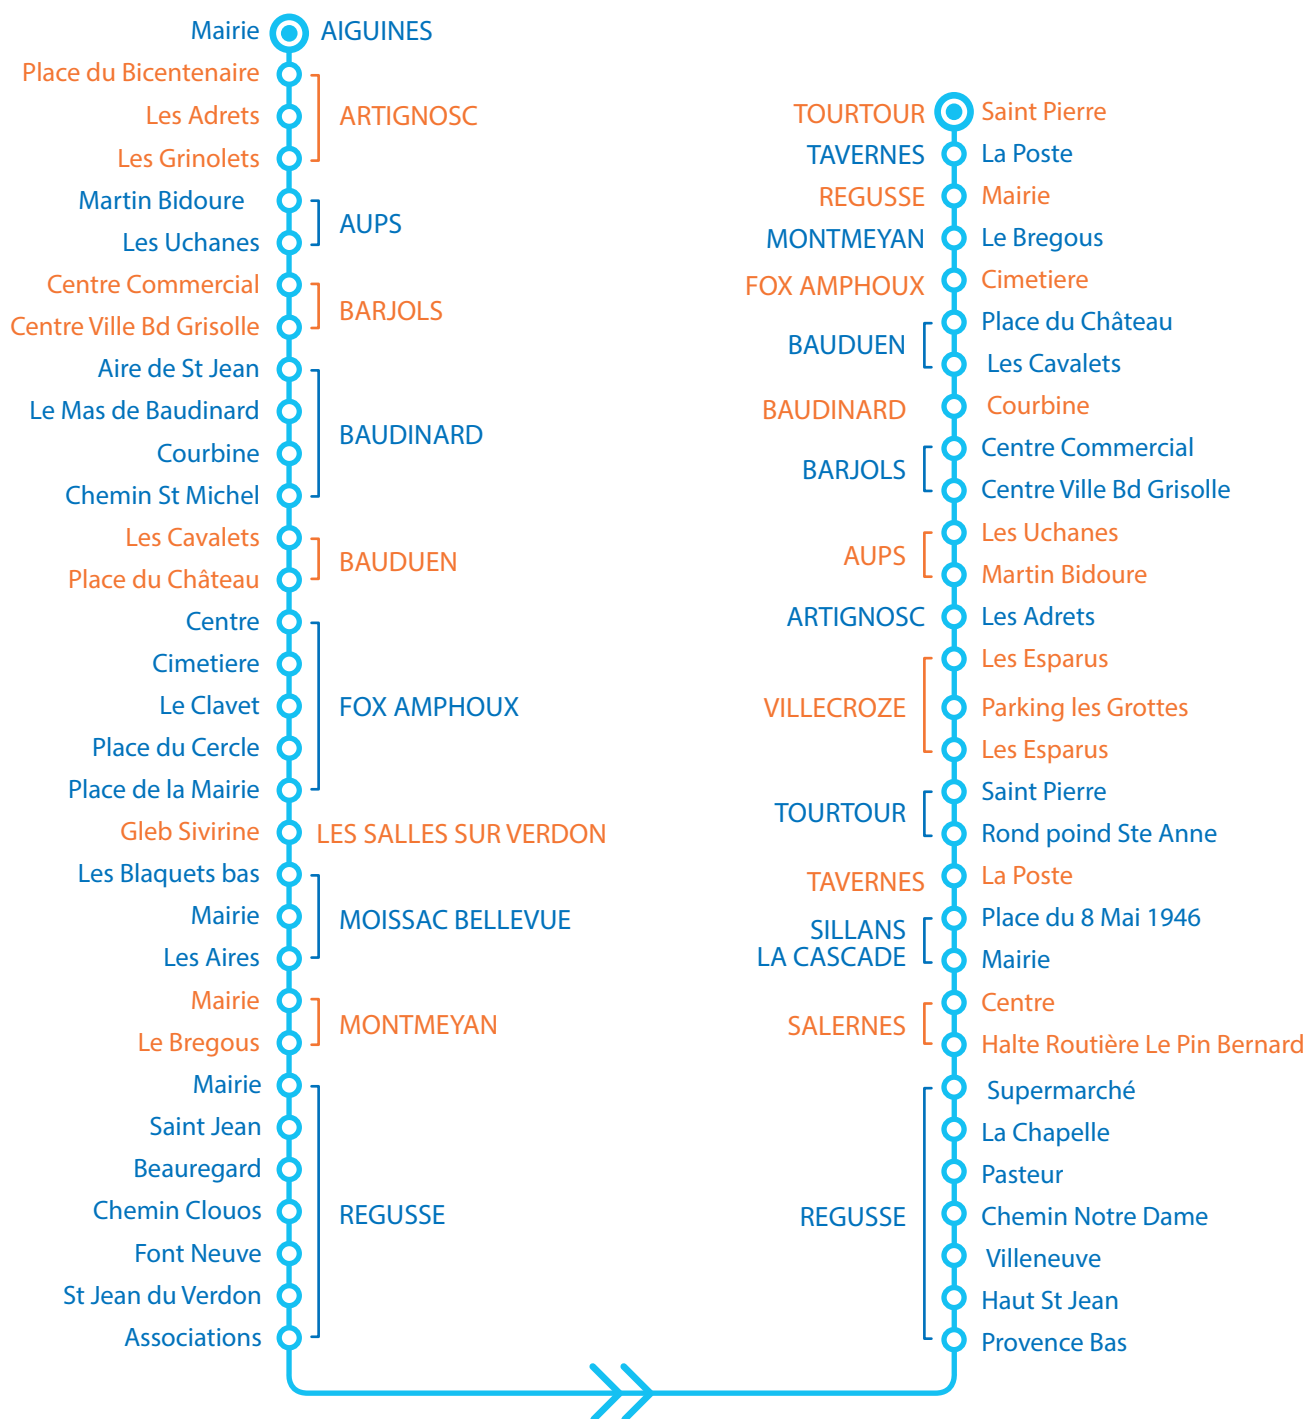 Mairie AIGUINES
Place du Bicentenaire
Les Adrets ARTIGNOSC
Les Grinolets
Martin Bidoure
AUPS
Les Uchanes
Centre Commercial
BARJOLS
Centre Ville Bd Grisolle
Aire de St Jean
Le Mas de Baudinard
BAUDINARD
Courbine
Chemin St Michel
Les Cavalets
BAUDUEN
Place du Château
Centre
Cimetiere
Le Clavet FOX AMPHOUX
Place du Cercle
Place de la Mairie
Gleb Sivirine LES SALLES SUR VERDON
Les Blaquets bas
Mairie MOISSAC BELLEVUE
Les Aires
Mairie
MONTMEYAN
Le Bregous
Mairie
Saint Jean
Beauregard
Chemin Clouos REGUSSE
Font Neuve
St Jean du Verdon
Associations
TOURTOUR Saint Pierre
TAVERNES La Poste
REGUSSE Mairie
MONTMEYAN Le Bregous
FOX AMPHOUX Cimetiere
Place du Château
BAUDUEN
Les Cavalets
BAUDINARD Courbine
Centre Commercial
BARJOLS
Centre Ville Bd Grisolle
Les Uchanes
AUPS
Martin Bidoure
ARTIGNOSC Les Adrets
Les Esparus
VILLECROZE Parking les Grottes
Les Esparus
Saint Pierre
TOURTOUR
Rond poind Ste Anne
TAVERNES La Poste
Place du 8 Mai 1946
SILLANS
LA CASCADE
Mairie
Centre
SALERNES
Halte Routière Le Pin Bernard
Supermarché
La Chapelle
Pasteur
REGUSSE Chemin Notre Dame
Villeneuve
Haut St Jean
Provence Bas